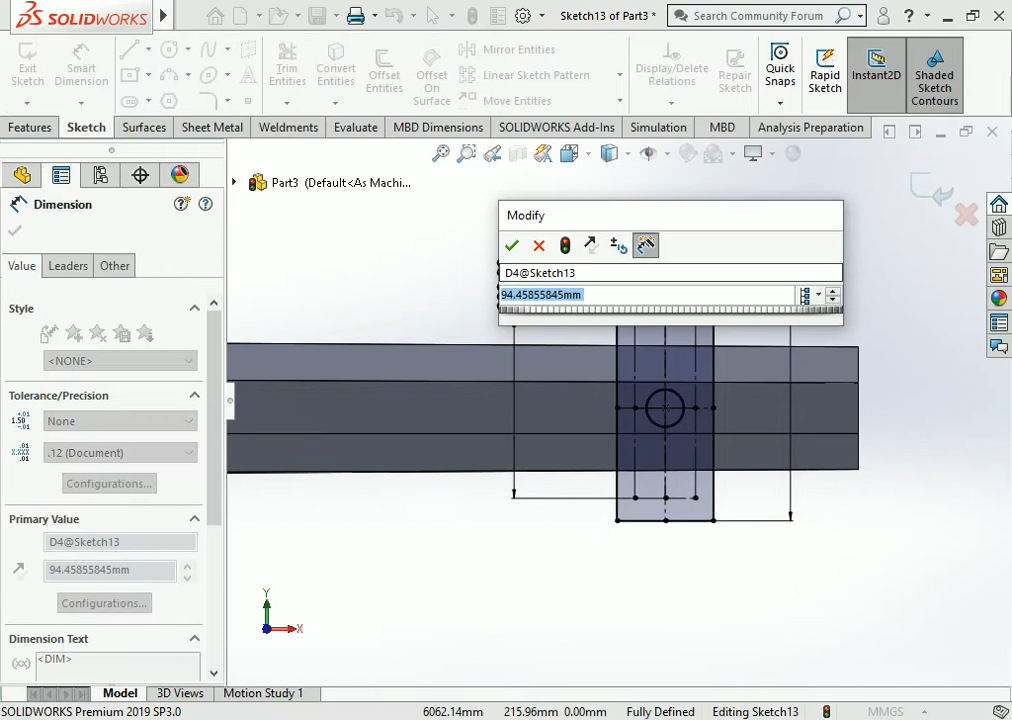 SOLIDWORKS
Sketch13 of Part3 *
Search Community Forum
Exit Sketch
Smart Dimension
Trim Entities
Convert Entities
Offset Entities
Offset On Surface
Mirror Entities
Linear Sketch Pattern
Move Entities
Display/Delete Relations
Repair Sketch
Quick Snaps
Rapid Sketch
Instant2D
Shaded Sketch Contours
Features
Sketch
Surfaces
Sheet Metal
Weldments
Evaluate
MBD Dimensions
SOLIDWORKS Add-Ins
Simulation
MBD
Analysis Preparation
Part3 (Default<As Machi...
Dimension
Value
Leaders
Other
Style
<NONE>
Tolerance/Precision
None
.12 (Document)
Configurations...
Primary Value
D4@Sketch13
94.45855845mm
Configurations...
Dimension Text
<DIM>
Modify
D4@Sketch13
94.45855845mm
Y
X
Model
3D Views
Motion Study 1
SOLIDWORKS Premium 2019 SP3.0
6062.14mm
215.96mm
0.00mm
Fully Defined
Editing Sketch13
MMGS